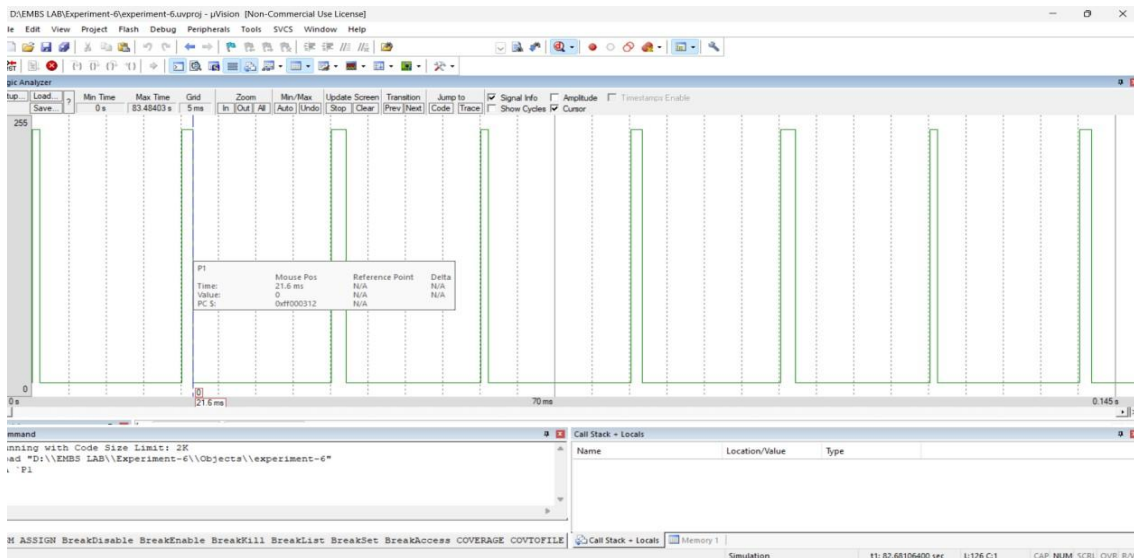 D:\EMBS LAB\Experiment-6\experiment-6.uvproj - µVision [Non-Commercial Use License]
Edit View Project Flash Debug Peripherals Tools SVCS Window Help
gic Analyzer
Load... Min Time Max Time Grid Zoom Min/Max Update Screen Transition Jump to Signal Info Amplitude Timestamps Enable
Save... ? 0 s 83.48403 s 5 ms In Out All Auto Undo Stop Clear Prev Next Code Trace Show Cycles Cursor
255
P1
Mouse Pos Reference Point Delta
Time: 21.6 ms N/A N/A
Value: 0 N/A N/A
PC $: 0xff000312 N/A
0 0
0 s 21.6 ms 70 ms 0.145 s
mmand Call Stack + Locals
unning with Code Size Limit: 2K Name Location/Value Type
oad "D:\\EMBS LAB\\Experiment-6\\Objects\\experiment-6"
`P1
M ASSIGN BreakDisable BreakEnable BreakKill BreakList BreakSet BreakAccess COVERAGE COVTOFILE Call Stack + Locals Memory 1
Simulation t1: 82.68106400 sec L:126 C:1 CAP NUM SCRL OVR R/W